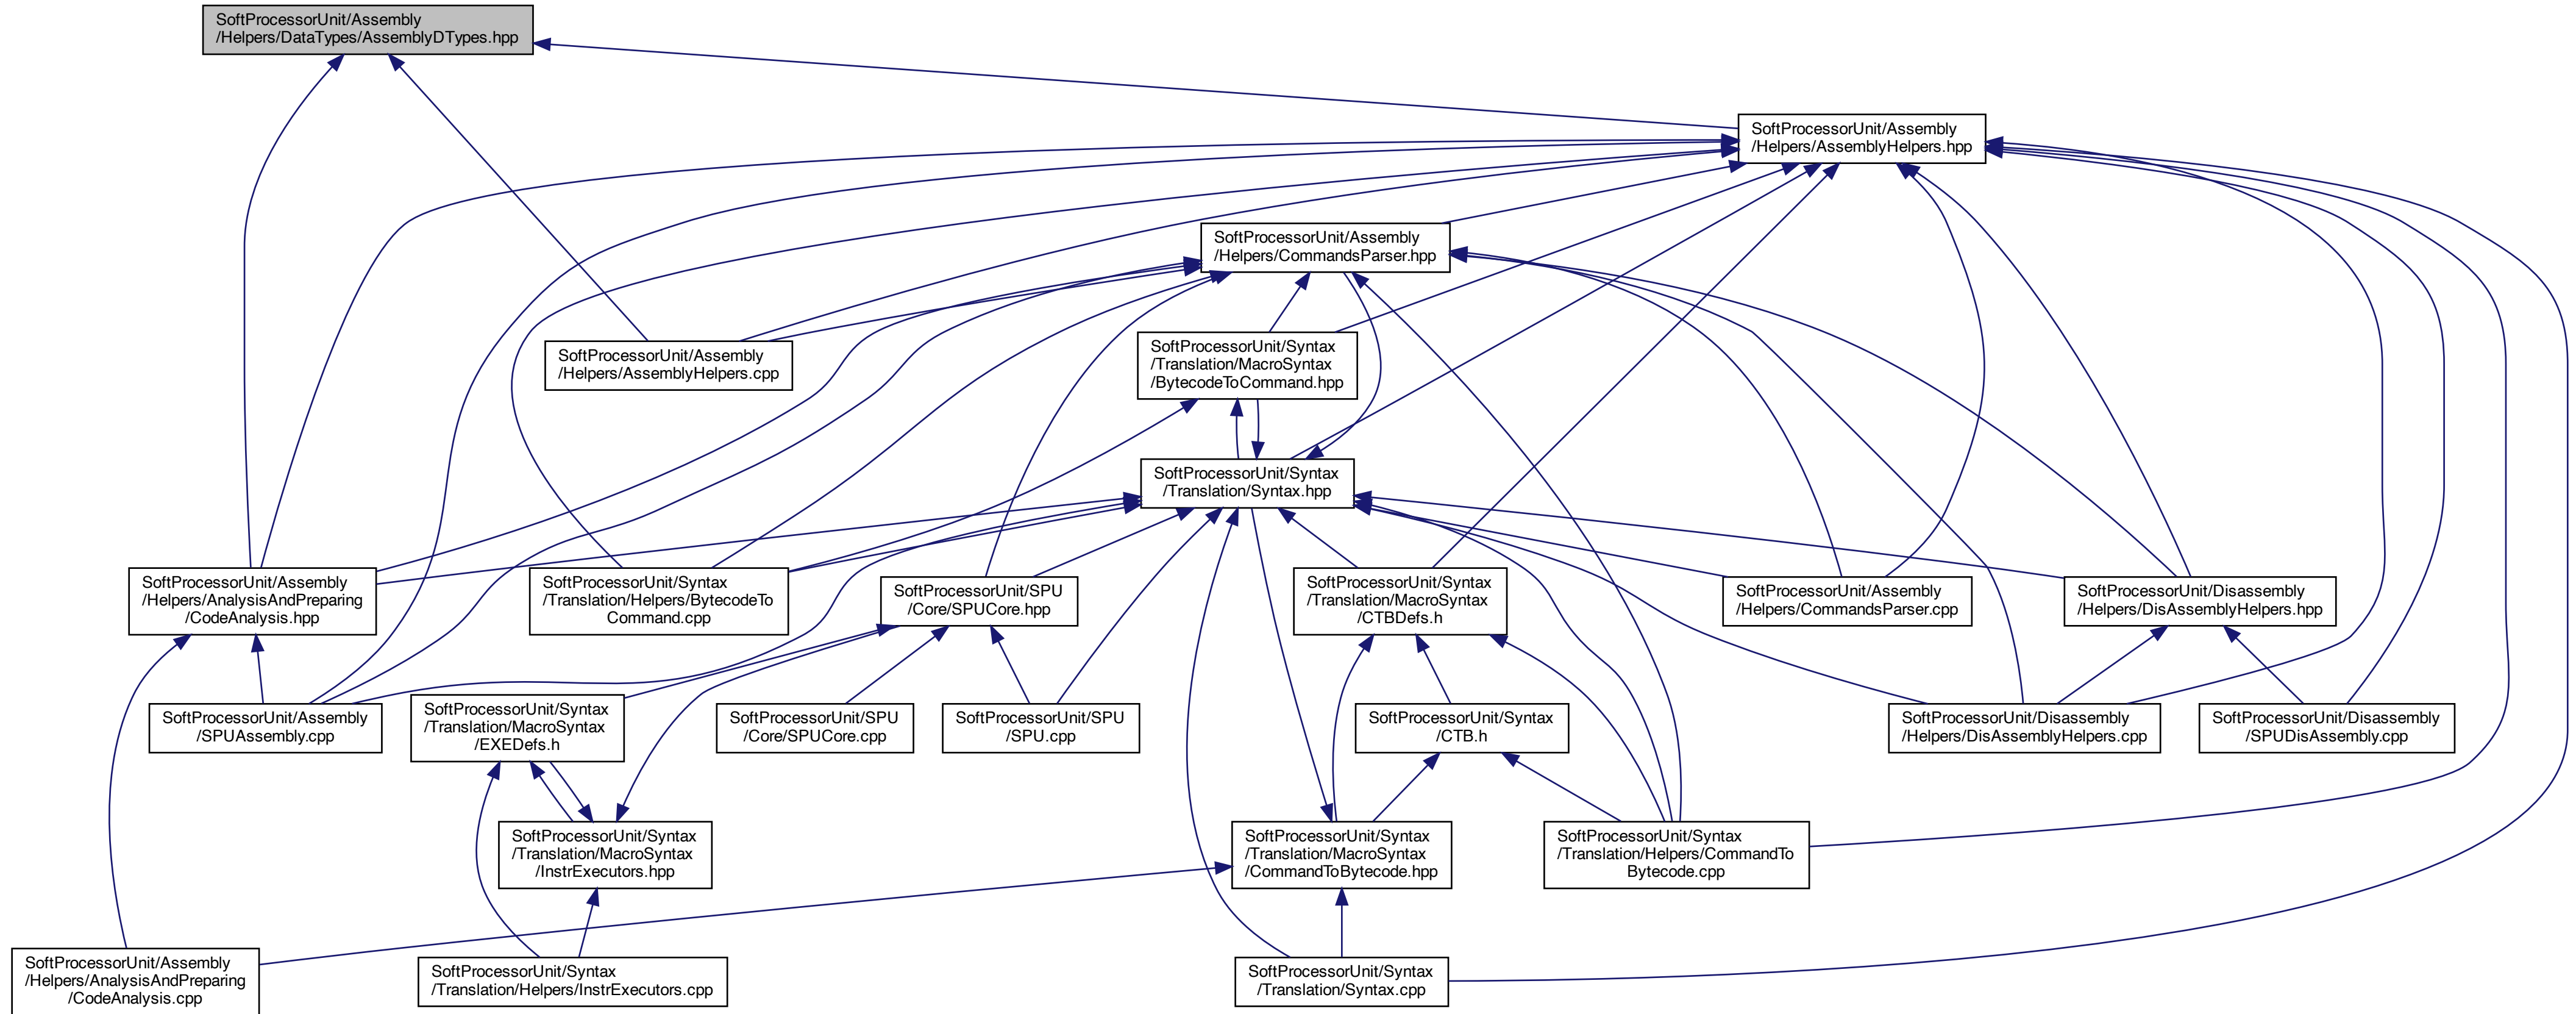 SoftProcessorUnit/Assembly
/Helpers/DataTypes/AssemblyDTypes.hpp
SoftProcessorUnit/Assembly
/Helpers/AssemblyHelpers.hpp
SoftProcessorUnit/Assembly
/Helpers/CommandsParser.hpp
SoftProcessorUnit/Assembly
/Helpers/AssemblyHelpers.cpp
SoftProcessorUnit/Syntax
/Translation/MacroSyntax
/BytecodeToCommand.hpp
SoftProcessorUnit/Syntax
/Translation/Syntax.hpp
SoftProcessorUnit/Assembly
/Helpers/AnalysisAndPreparing
/CodeAnalysis.hpp
SoftProcessorUnit/Syntax
/Translation/Helpers/BytecodeTo
Command.cpp
SoftProcessorUnit/SPU
/Core/SPUCore.hpp
SoftProcessorUnit/Syntax
/Translation/MacroSyntax
/CTBDefs.h
SoftProcessorUnit/Assembly
/Helpers/CommandsParser.cpp
SoftProcessorUnit/Disassembly
/Helpers/DisAssemblyHelpers.hpp
SoftProcessorUnit/Assembly
/SPUAssembly.cpp
SoftProcessorUnit/Syntax
/Translation/MacroSyntax
/EXEDefs.h
SoftProcessorUnit/SPU
/Core/SPUCore.cpp
SoftProcessorUnit/SPU
/SPU.cpp
SoftProcessorUnit/Syntax
/CTB.h
SoftProcessorUnit/Disassembly
/Helpers/DisAssemblyHelpers.cpp
SoftProcessorUnit/Disassembly
/SPUDisAssembly.cpp
SoftProcessorUnit/Syntax
/Translation/MacroSyntax
/InstrExecutors.hpp
SoftProcessorUnit/Syntax
/Translation/MacroSyntax
/CommandToBytecode.hpp
SoftProcessorUnit/Syntax
/Translation/Helpers/CommandTo
Bytecode.cpp
SoftProcessorUnit/Assembly
/Helpers/AnalysisAndPreparing
/CodeAnalysis.cpp
SoftProcessorUnit/Syntax
/Translation/Helpers/InstrExecutors.cpp
SoftProcessorUnit/Syntax
/Translation/Syntax.cpp